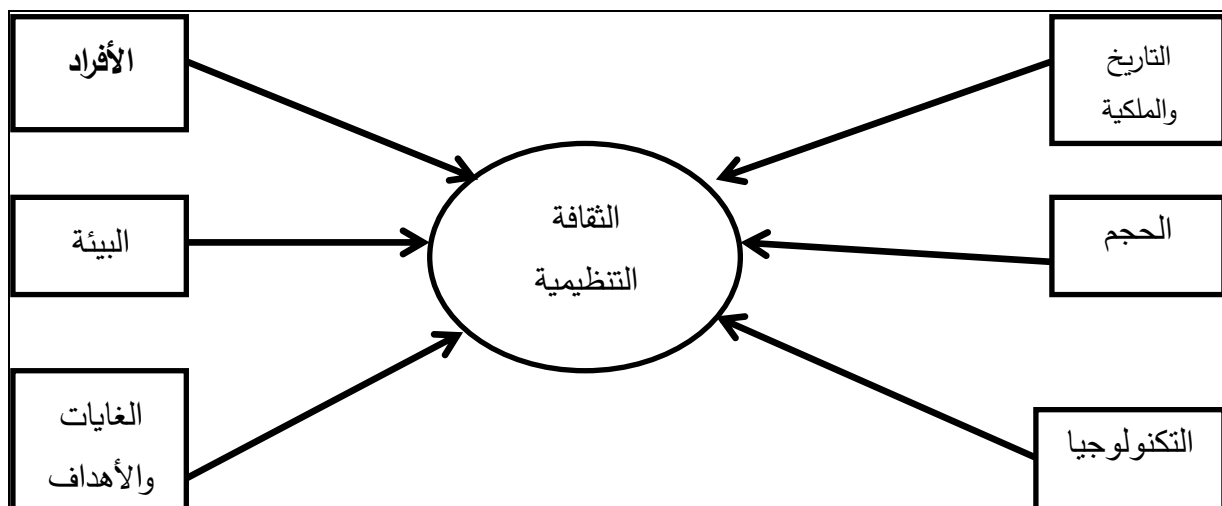 التاريخ
والملكية
الأفراد
الثقافة
التنظيمية
الحجم
البيئة
التكنولوجيا
الغايات
والأهداف